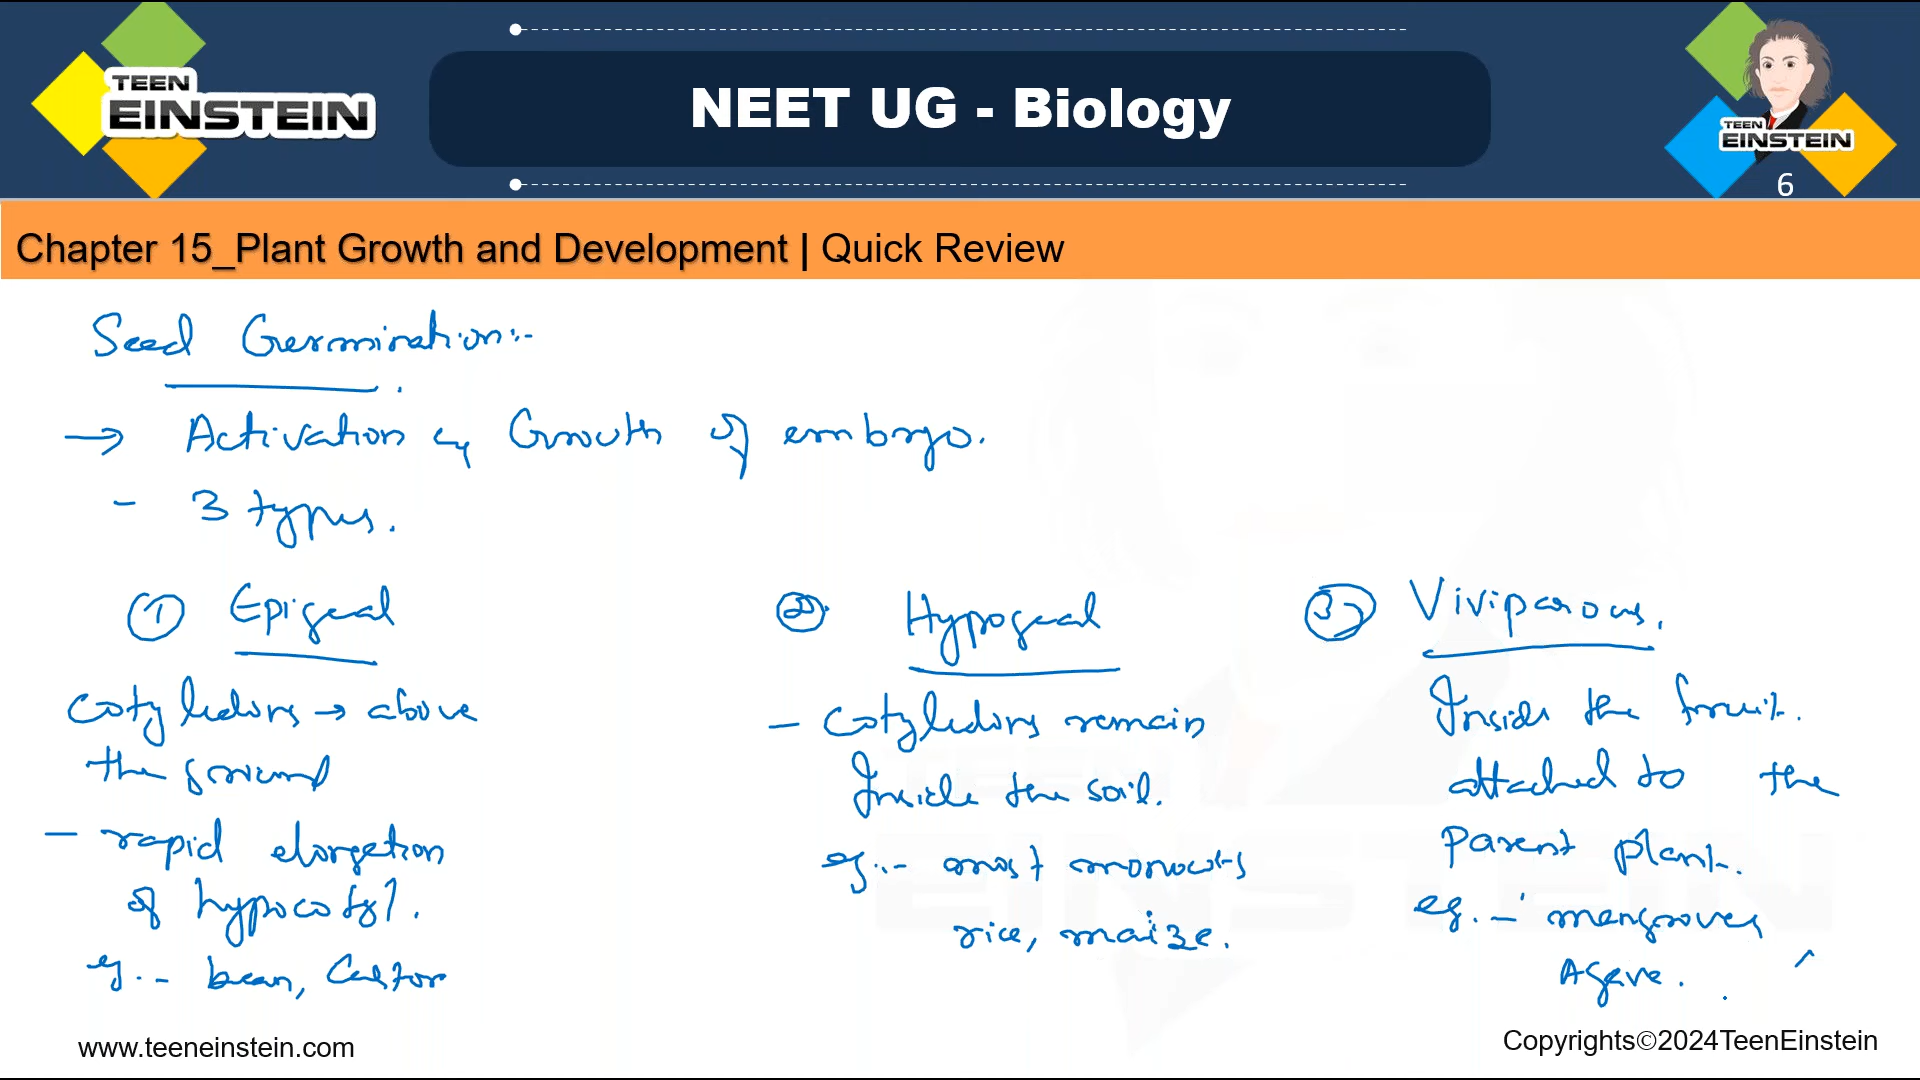 TEEN
EINSTEIN
NEET UG - Biology
TEEN
EINSTEIN
6
Chapter 15_Plant Growth and Development | Quick Review
Seed Germination:-
→ Activation & Growth of embryo.
- 3 types.
① Epigeal
cotyledons → above
the ground
- rapid elongation
of hypocotyl.
eg:- bean, Castor
② Hypogeal
- cotyledons remain
Inside the soil.
eg:- most monocots
rice, maize.
③ Viviparous.
Inside the fruit.
attached to the
Parent plant.
eg. - mangroves
Agave.
TEEN
EINSTEIN
www.teeneinstein.com
Copyrights©2024TeenEinstein